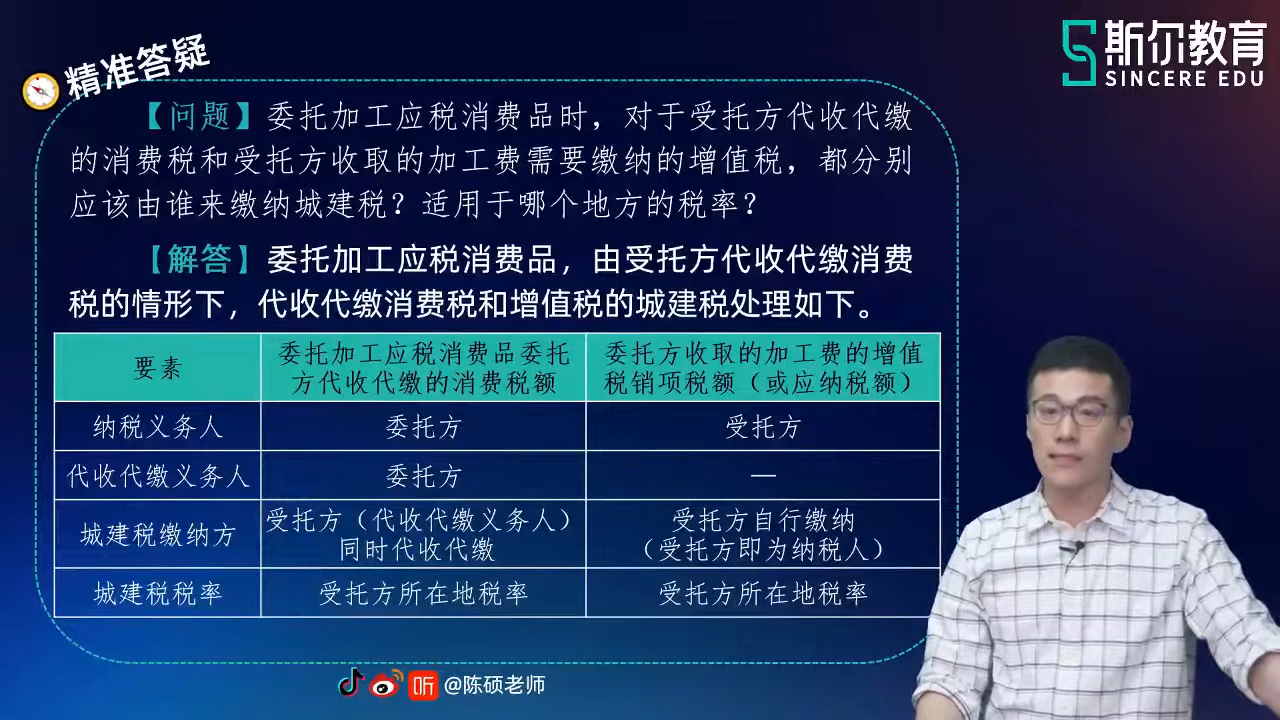 斯尔教育
SINCERE EDU
精准答疑
【问题】委托加工应税消费品时，对于受托方代收代缴
的消费税和受托方收取的加工费需要缴纳的增值税，都分别
应该由谁来缴纳城建税？适用于哪个地方的税率？
【解答】委托加工应税消费品，由受托方代收代缴消费
税的情形下，代收代缴消费税和增值税的城建税处理如下。
要素
委托加工应税消费品委托
方代收代缴的消费税额
委托方收取的加工费的增值
税销项税额（或应纳税额）
纳税义务人
委托方
受托方
代收代缴义务人
委托方
—
城建税缴纳方
受托方（代收代缴义务人）
同时代收代缴
受托方自行缴纳
（受托方即为纳税人）
城建税税率
受托方所在地税率
受托方所在地税率
听 @陈硕老师